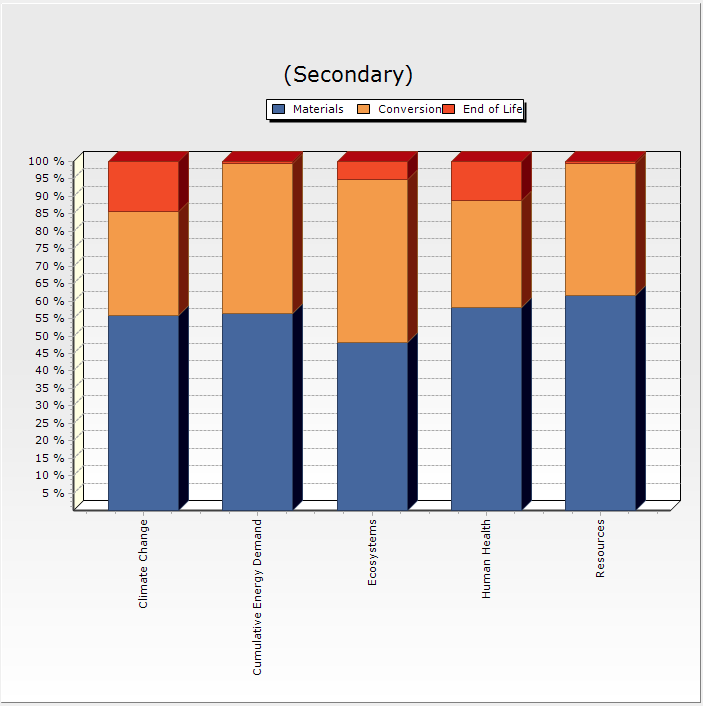 (Secondary)
Materials Conversion End of Life
100 %
95 %
90 %
85 %
80 %
75 %
70 %
65 %
60 %
55 %
50 %
45 %
40 %
35 %
30 %
25 %
20 %
15 %
10 %
5 %
Climate Change
Cumulative Energy Demand
Ecosystems
Human Health
Resources